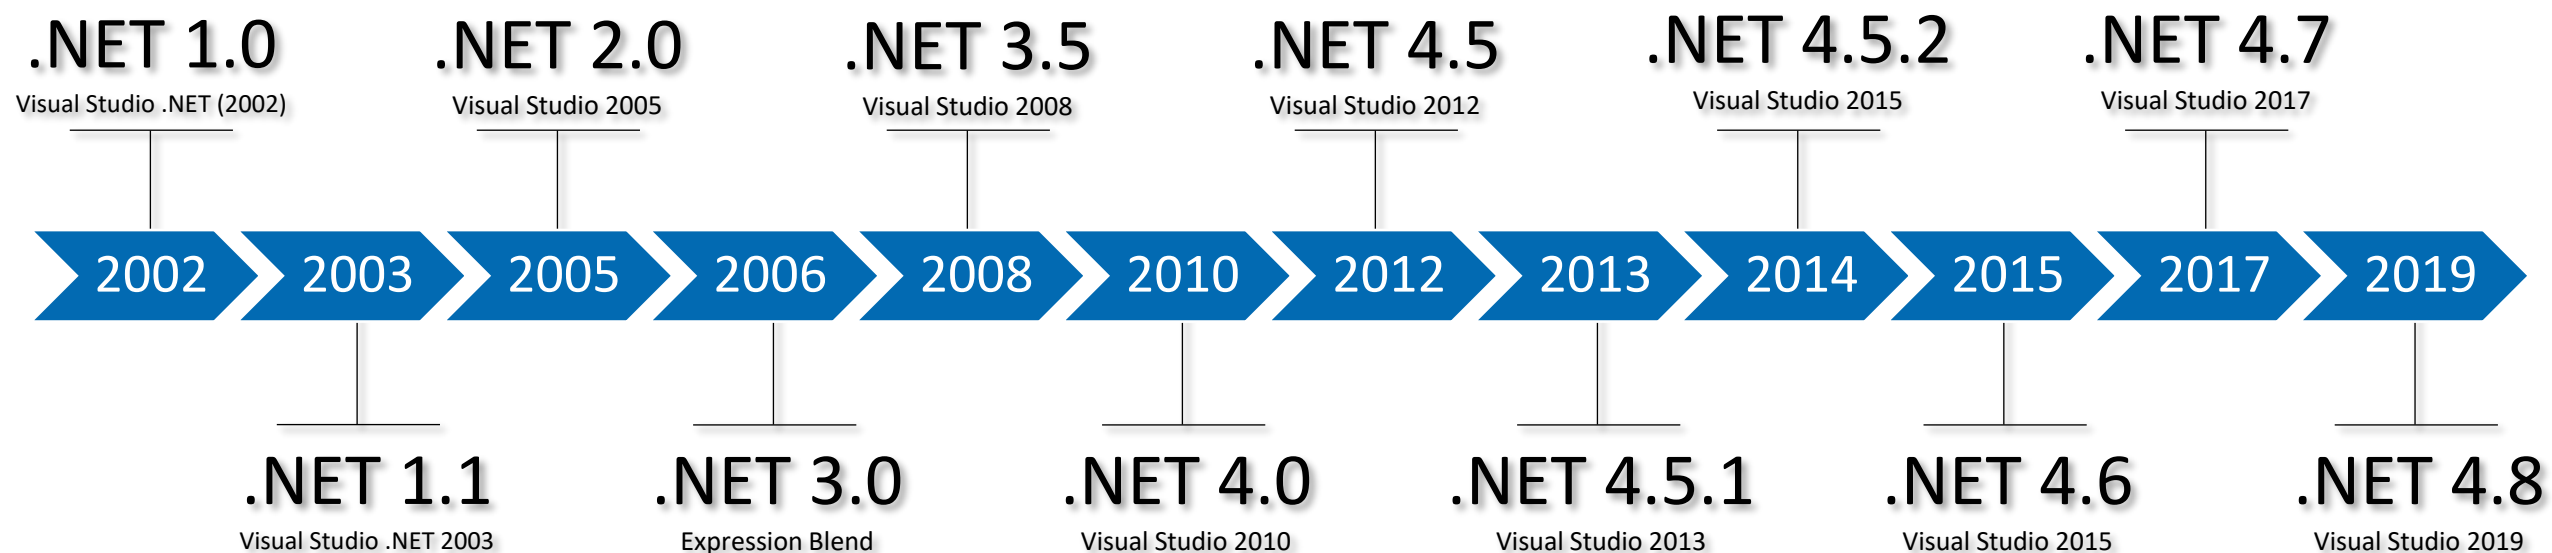 .NET 1.0
Visual Studio .NET (2002)
.NET 2.0
Visual Studio 2005
.NET 3.5
Visual Studio 2008
.NET 4.5
Visual Studio 2012
.NET 4.5.2
Visual Studio 2015
.NET 4.7
Visual Studio 2017
2002
2003
2005
2006
2008
2010
2012
2013
2014
2015
2017
2019
.NET 1.1
Visual Studio .NET 2003
.NET 3.0
Expression Blend
.NET 4.0
Visual Studio 2010
.NET 4.5.1
Visual Studio 2013
.NET 4.6
Visual Studio 2015
.NET 4.8
Visual Studio 2019